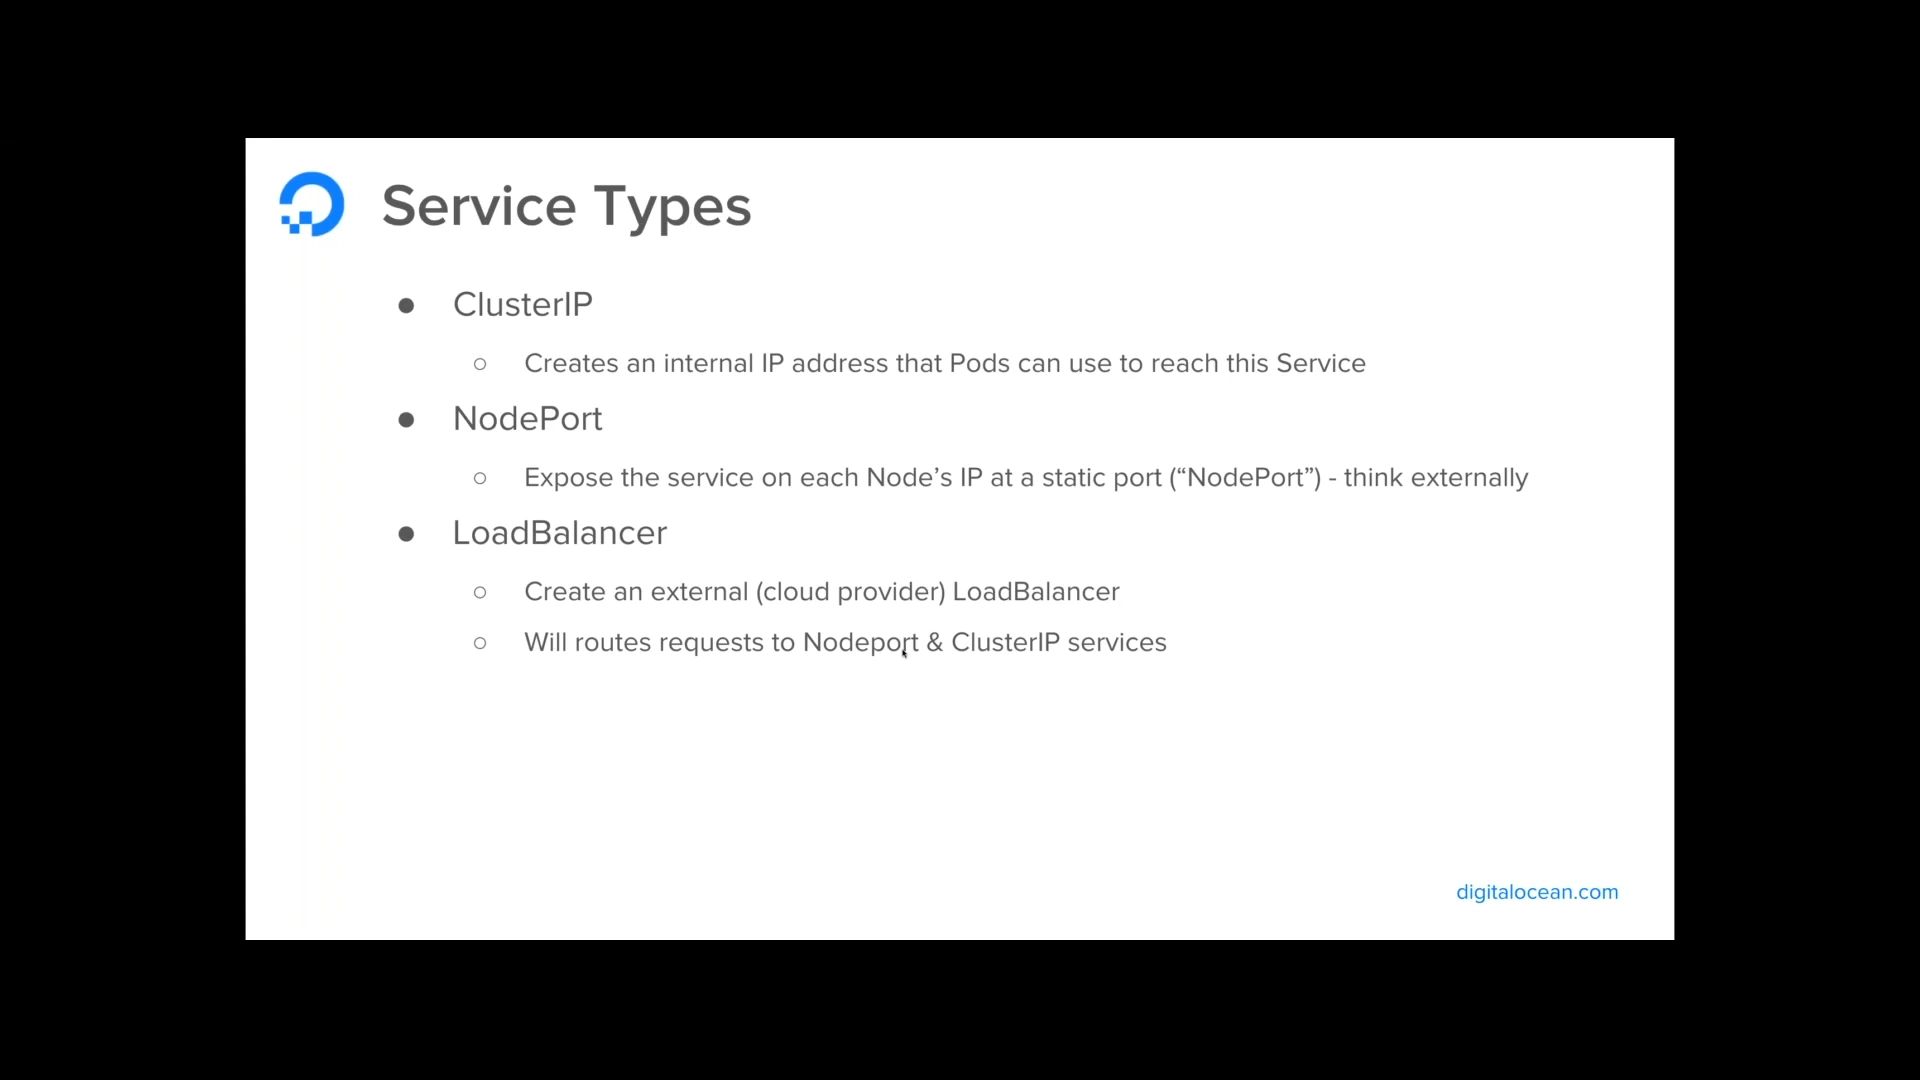 Service Types
● ClusterIP
○ Creates an internal IP address that Pods can use to reach this Service
● NodePort
○ Expose the service on each Node’s IP at a static port (“NodePort”) - think externally
● LoadBalancer
○ Create an external (cloud provider) LoadBalancer
○ Will routes requests to Nodeport & ClusterIP services
digitalocean.com